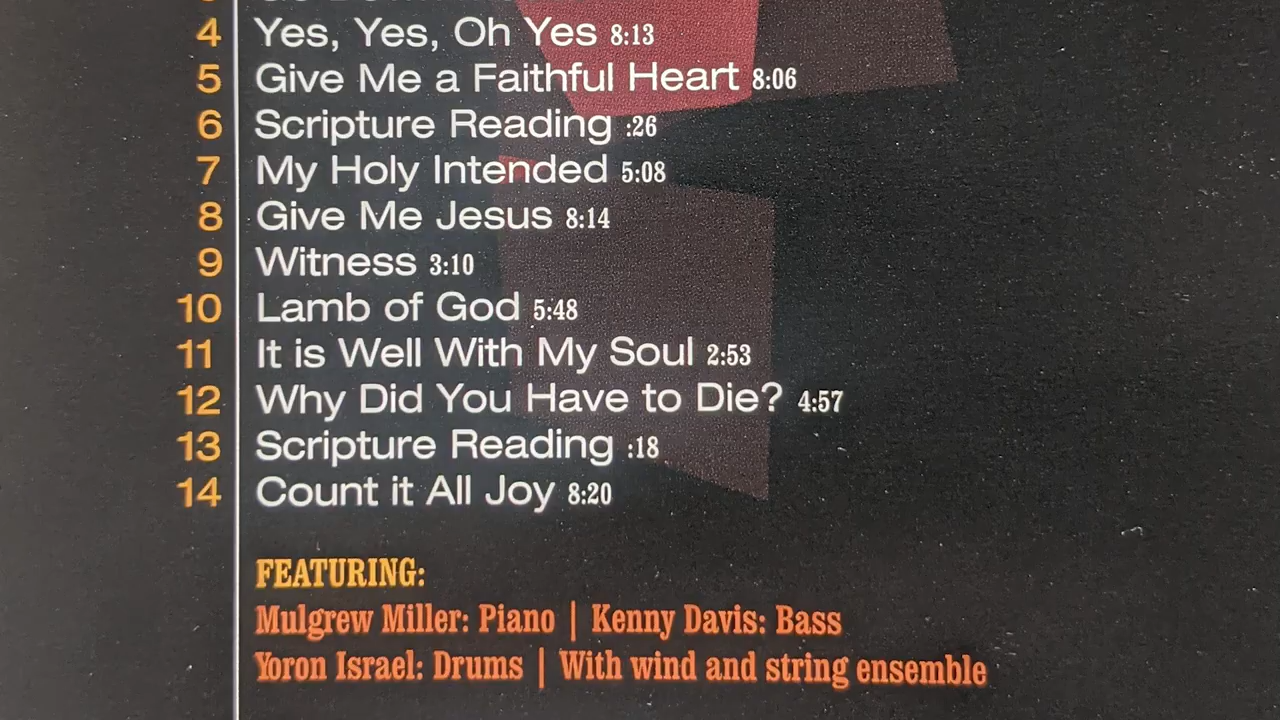 4 Yes, Yes, Oh Yes 8:13
5 Give Me a Faithful Heart 8:06
6 Scripture Reading :26
7 My Holy Intended 5:08
8 Give Me Jesus 8:14
9 Witness 3:10
10 Lamb of God 5:48
11 It is Well With My Soul 2:53
12 Why Did You Have to Die? 4:57
13 Scripture Reading :18
14 Count it All Joy 8:20
FEATURING:
Mulgrew Miller: Piano | Kenny Davis: Bass
Yoron Israel: Drums | With wind and string ensemble